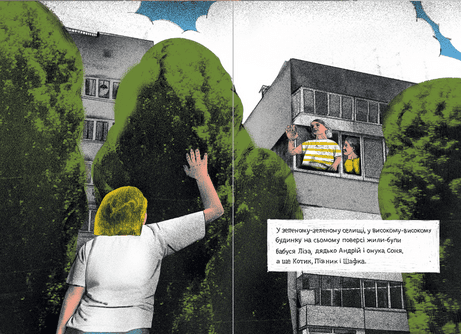 У зеленому-зеленому селищі, у високому-високому
будинку на сьомому поверсі жили-були
бабуся Ліза, дядько Андрій і онука Соня,
а ще Котик, Півник і Шафка.